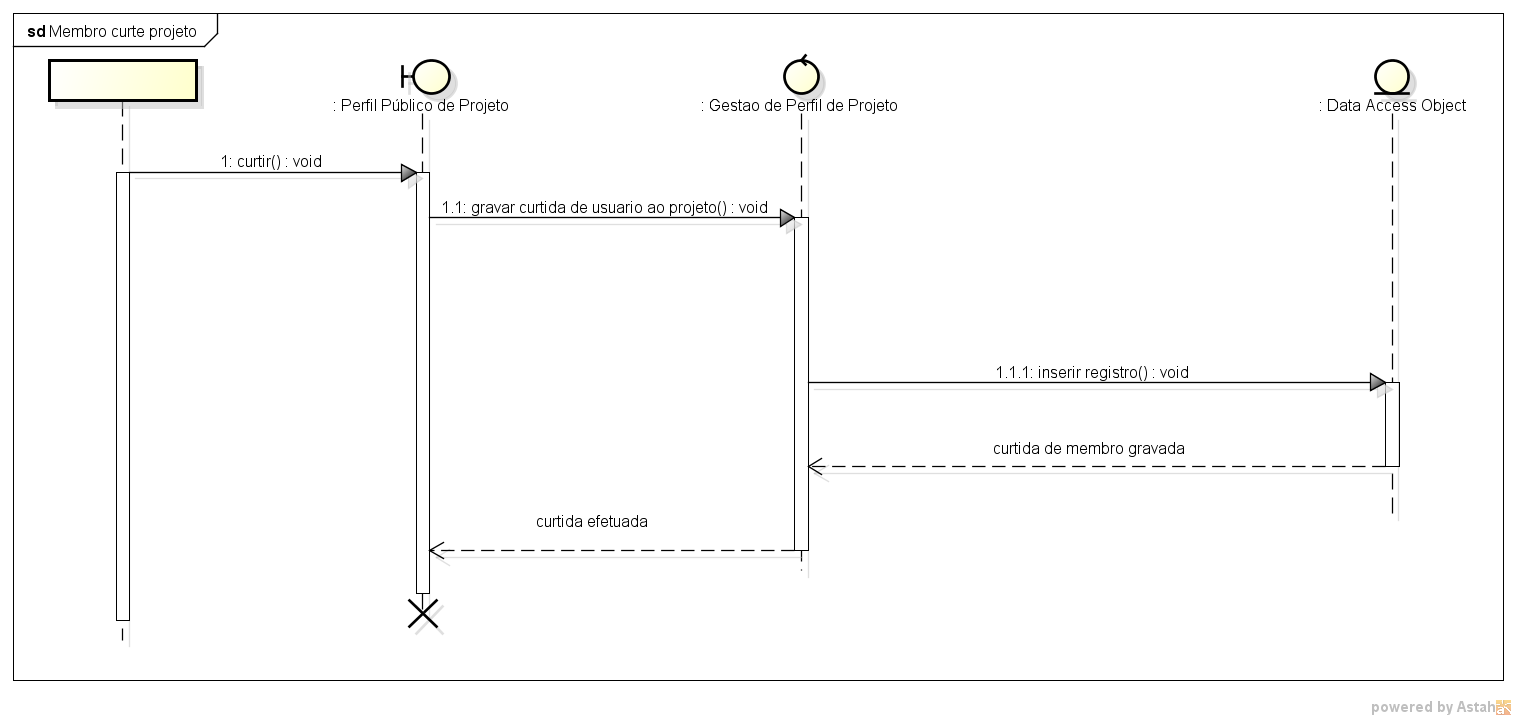 sd Membro curte projeto
: Perfil Público de Projeto
: Gestao de Perfil de Projeto
: Data Access Object
1: curtir() : void
1.1: gravar curtida de usuario ao projeto() : void
1.1.1: inserir registro() : void
curtida de membro gravada
curtida efetuada
powered by Astah